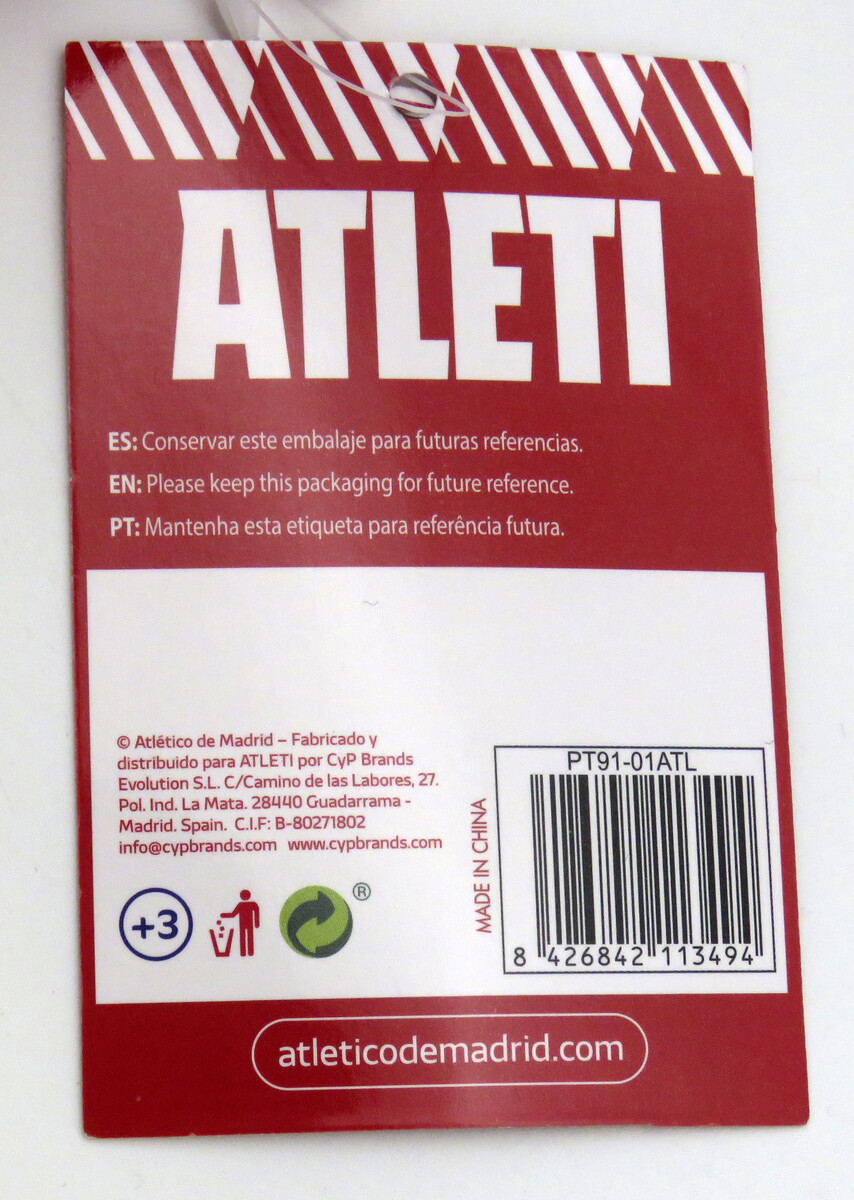 ATLETI
ES: Conservar este embalaje para futuras referencias.
EN: Please keep this packaging for future reference.
PT: Mantenha esta etiqueta para referência futura.
© Atlético de Madrid – Fabricado y
distribuido para ATLETI por CyP Brands
Evolution S.L. C/Camino de las Labores, 27.
Pol. Ind. La Mata. 28440 Guadarrama -
Madrid. Spain. C.I.F: B-80271802
info@cypbrands.com www.cypbrands.com
+3
®
MADE IN CHINA
PT91-01ATL
8 426842 113494
atleticodemadrid.com